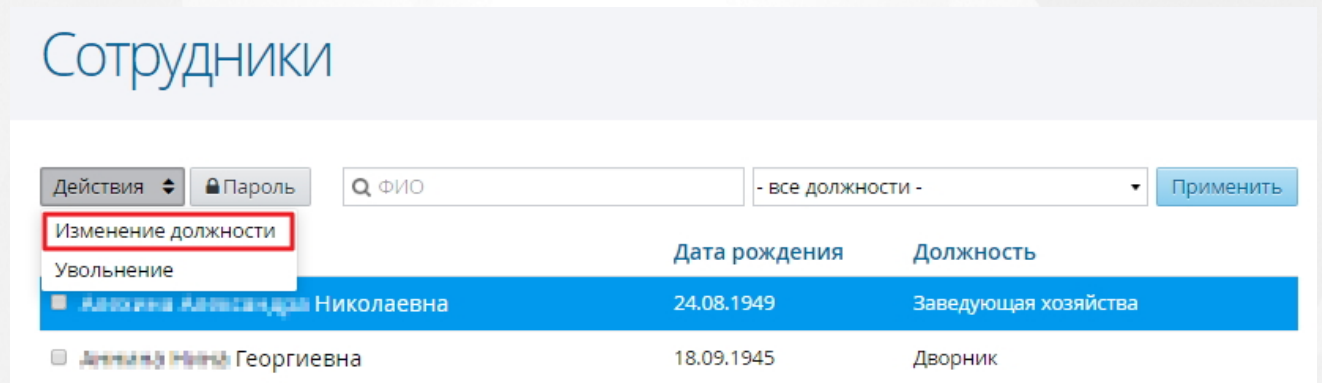 Сотрудники
Действия Пароль ФИО - все должности - Применить
Изменение должности
Увольнение
Дата рождения Должность
Николаевна 24.08.1949 Заведующая хозяйства
Георгиевна 18.09.1945 Дворник